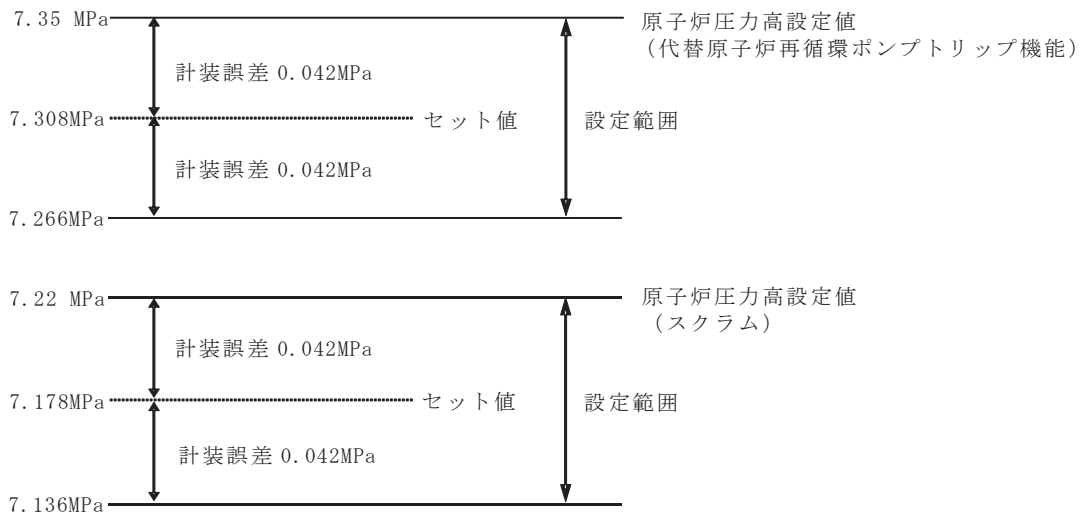 7.35 MPa
原子炉圧力高設定値
（代替原子炉再循環ポンプトリップ機能）
計装誤差 0.042MPa
7.308MPa
セット値
設定範囲
計装誤差 0.042MPa
7.266MPa
7.22 MPa
原子炉圧力高設定値
（スクラム）
計装誤差 0.042MPa
7.178MPa
セット値
設定範囲
計装誤差 0.042MPa
7.136MPa